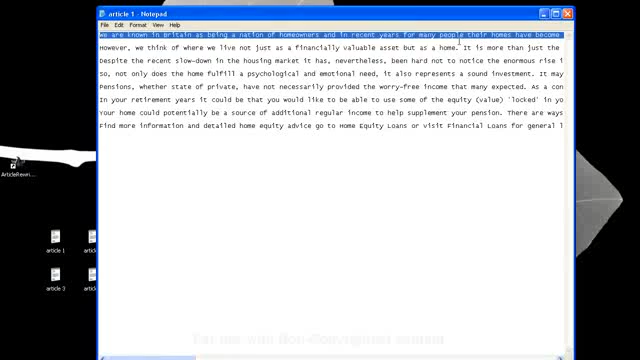 article 1 - Notepad
File Edit Format View Help
We are known in Britain as being a nation of homeowners and in recent years for many people their homes have become
However, we think of where we live not just as a financially valuable asset but as a home. It is more than just the
Despite the recent slow-down in the housing market it has, nevertheless, been hard not to notice the enormous rise i
So, not only does the home fulfill a psychological and emotional need, it also represents a sound investment. It may
Pensions, whether state of private, have not necessarily provided the worry-free income that many expected. As a con
In your retirement years it could be that you would like to be able to use some of the equity (value) 'locked' in yo
Your home could potentially be a source of additional regular income to help supplement your pension. There are ways
Find more information and detailed home equity advice go to Home Equity Loans or visit Financial Loans for general l
ArticleRewri...
article 1
article 3